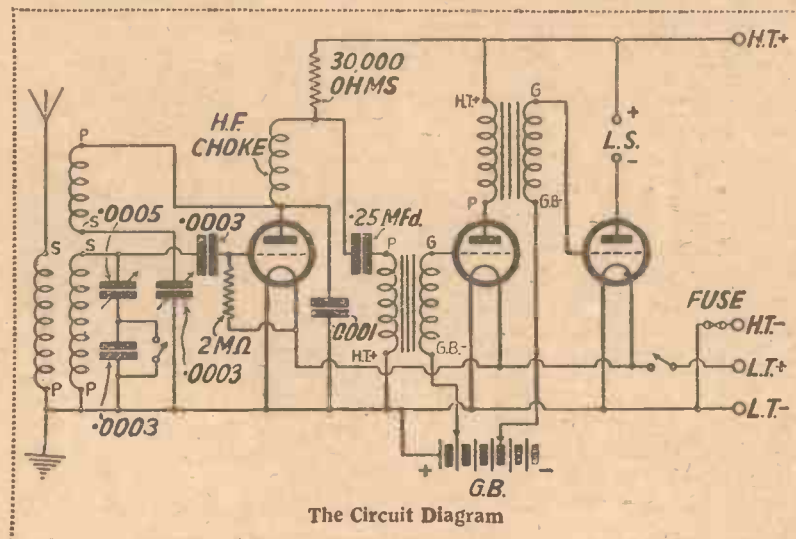 30,000
OHMS
H.T.+
H.F.
CHOKE
H.T.+
G
+
L.S.
-
P
S
.0005
.0003
.25 MFd.
P
G.B.-
S
S
P
G
FUSE
H.T.-
2MΩ
.0003
.0001
H.T.+
G.B.-
L.T.+
P
P
.0003
L.T.-
+
-
G.B.
The Circuit Diagram